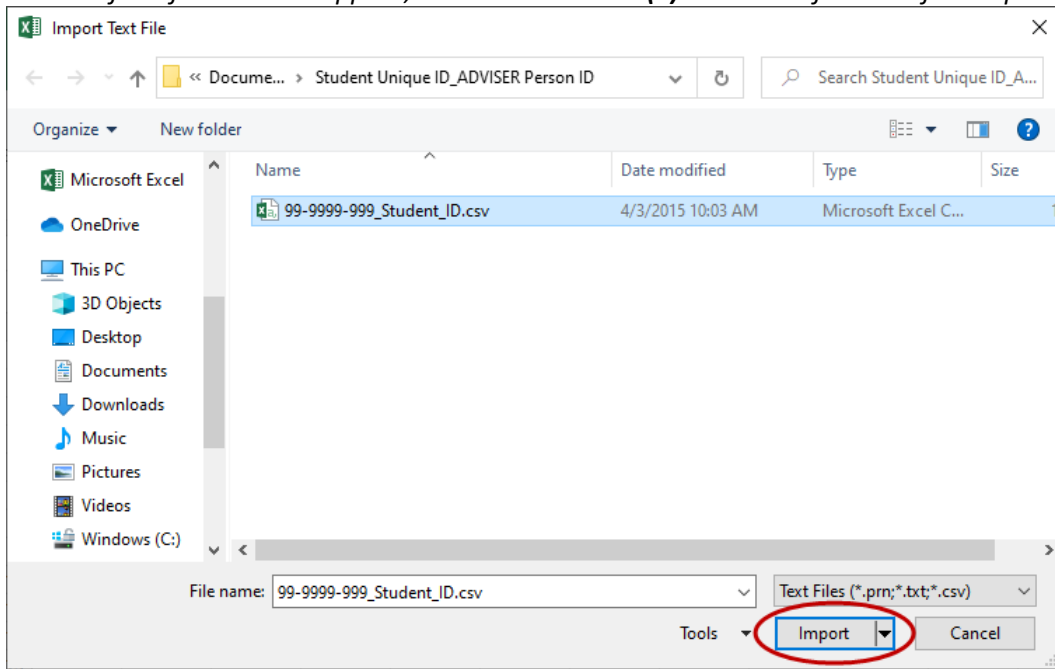 Import Text File
« Docume... › Student Unique ID_ADVISER Person ID
Search Student Unique ID_A...
Organize
New folder
Name Date modified Type Size
99-9999-999_Student_ID.csv 4/3/2015 10:03 AM Microsoft Excel C... 1
Microsoft Excel
OneDrive
This PC
3D Objects
Desktop
Documents
Downloads
Music
Pictures
Videos
Windows (C:)
File name: 99-9999-999_Student_ID.csv Text Files (*.prn;*.txt;*.csv)
Tools Import Cancel